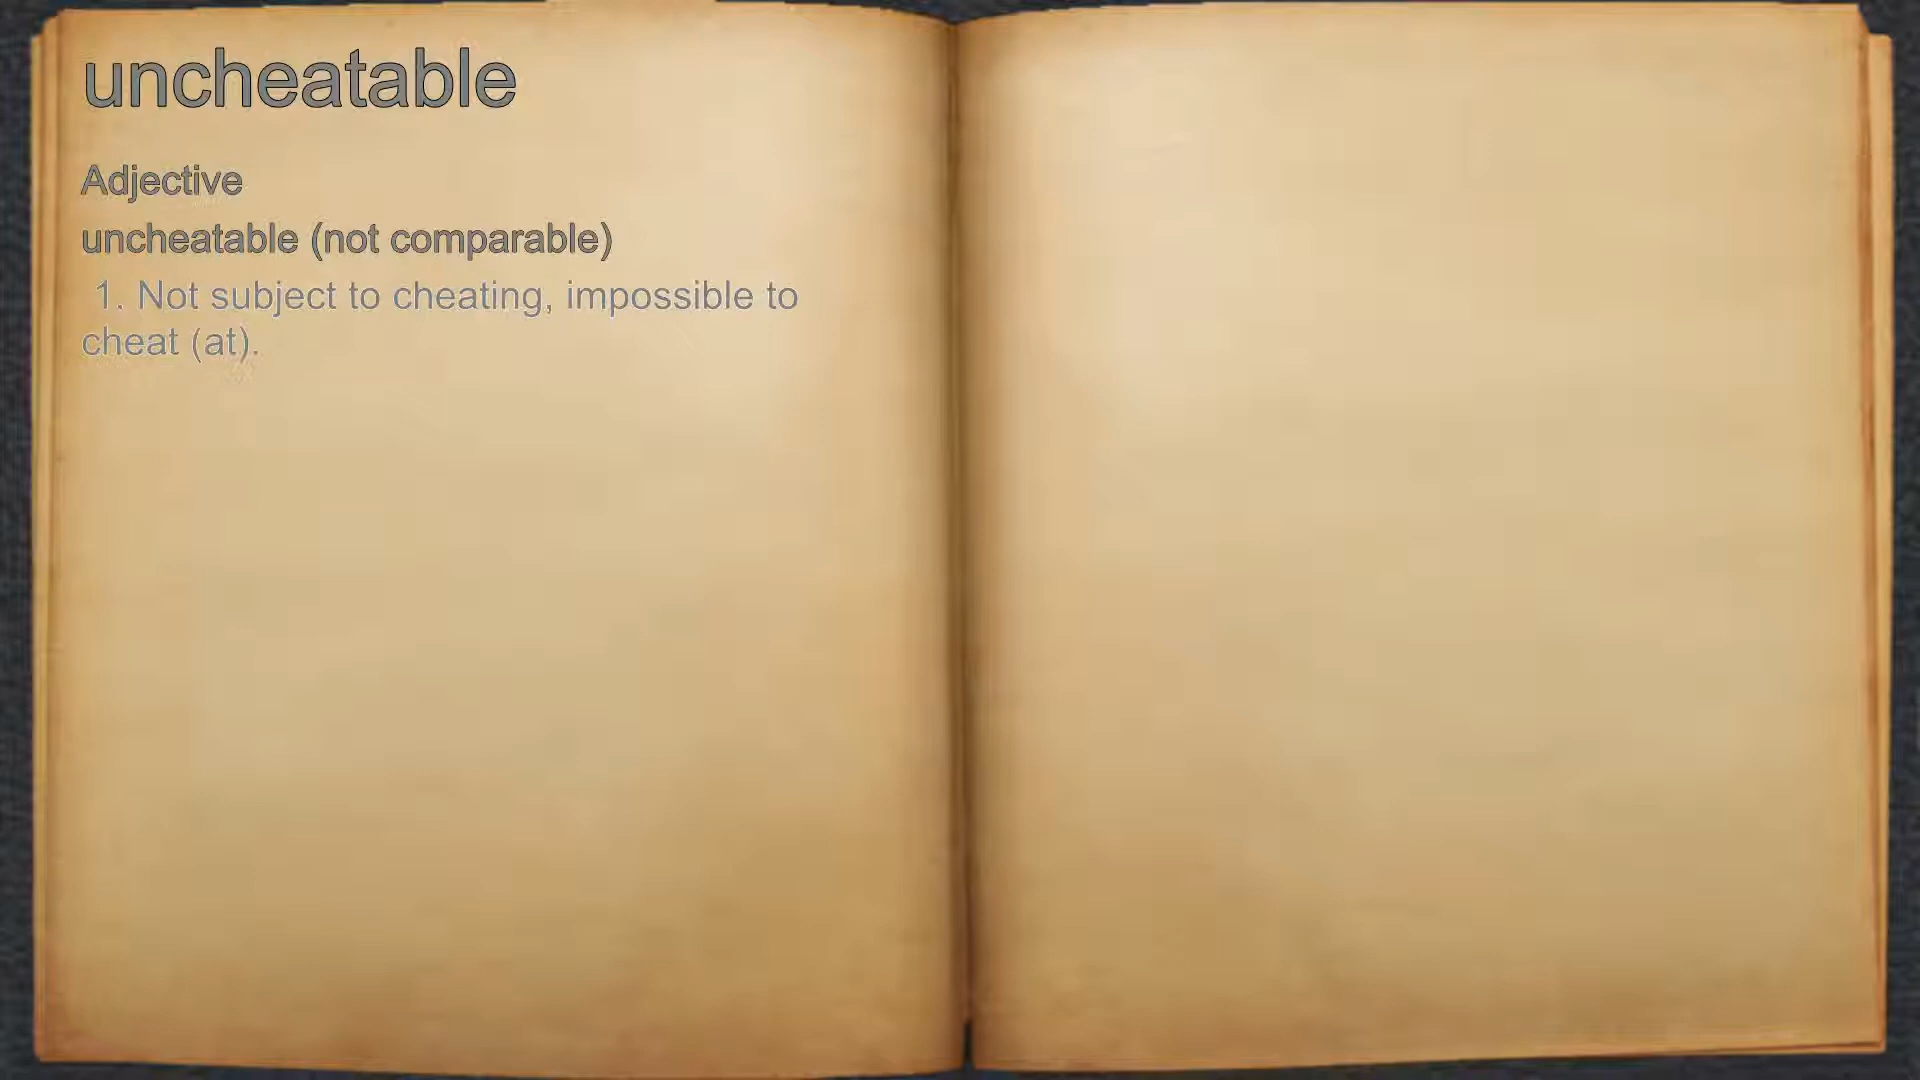 uncheatable
Adjective
uncheatable (not comparable)
1. Not subject to cheating, impossible to
cheat (at).